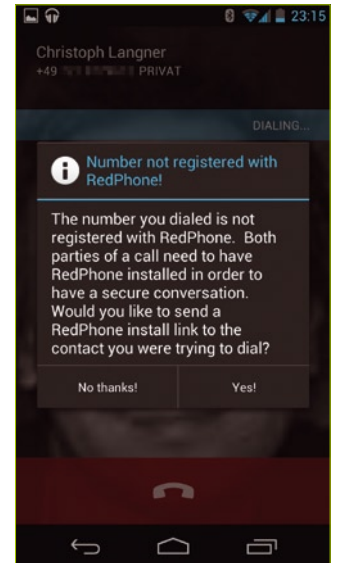 23:15
Christoph Langner
+49 PRIVAT
DIALING...
Number not registered with
RedPhone!
The number you dialed is not
registered with RedPhone. Both
parties of a call need to have
RedPhone installed in order to
have a secure conversation.
Would you like to send a
RedPhone install link to the
contact you were trying to dial?
No thanks! Yes!